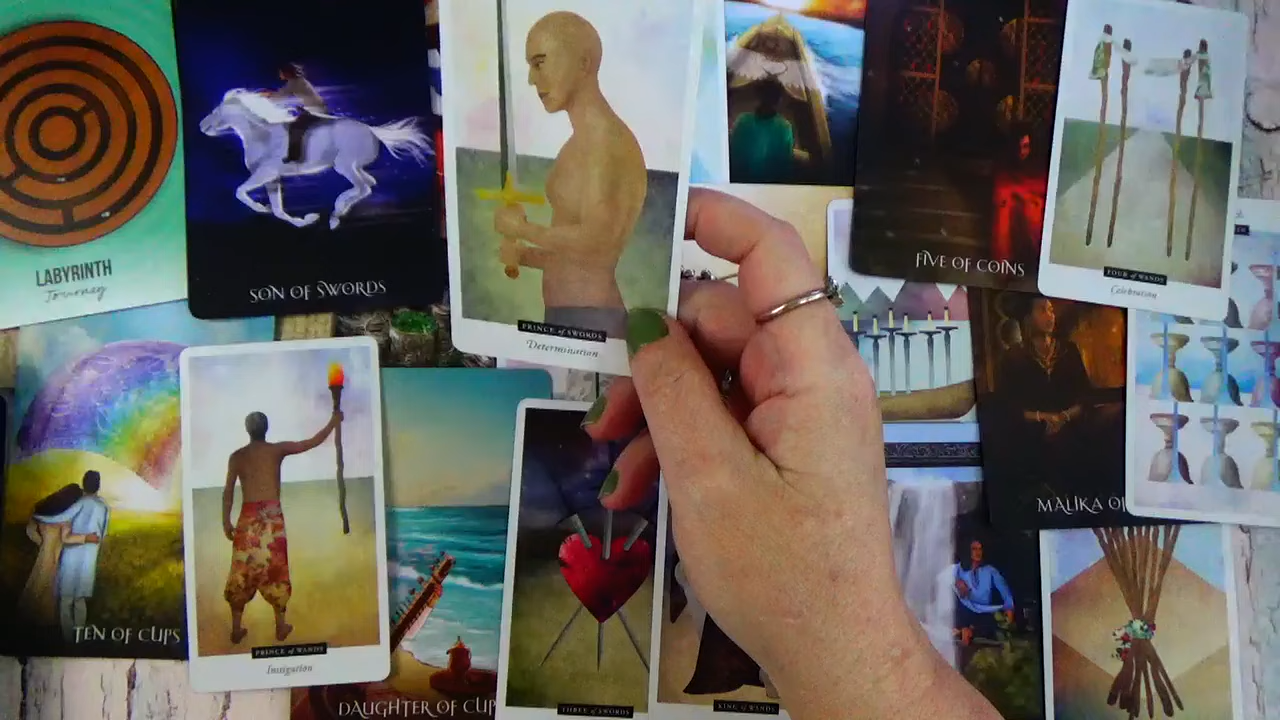 LABYRINTH
Journey
SON OF SWORDS
PRINCE of SWORDS
Determination
FIVE OF COINS
FOUR of WANDS
Celebration
TEN OF CUPS
PRINCE of WANDS
Instigation
DAUGHTER OF CUP
THREE of SWORDS
KING of WANDS
MALIKA OF